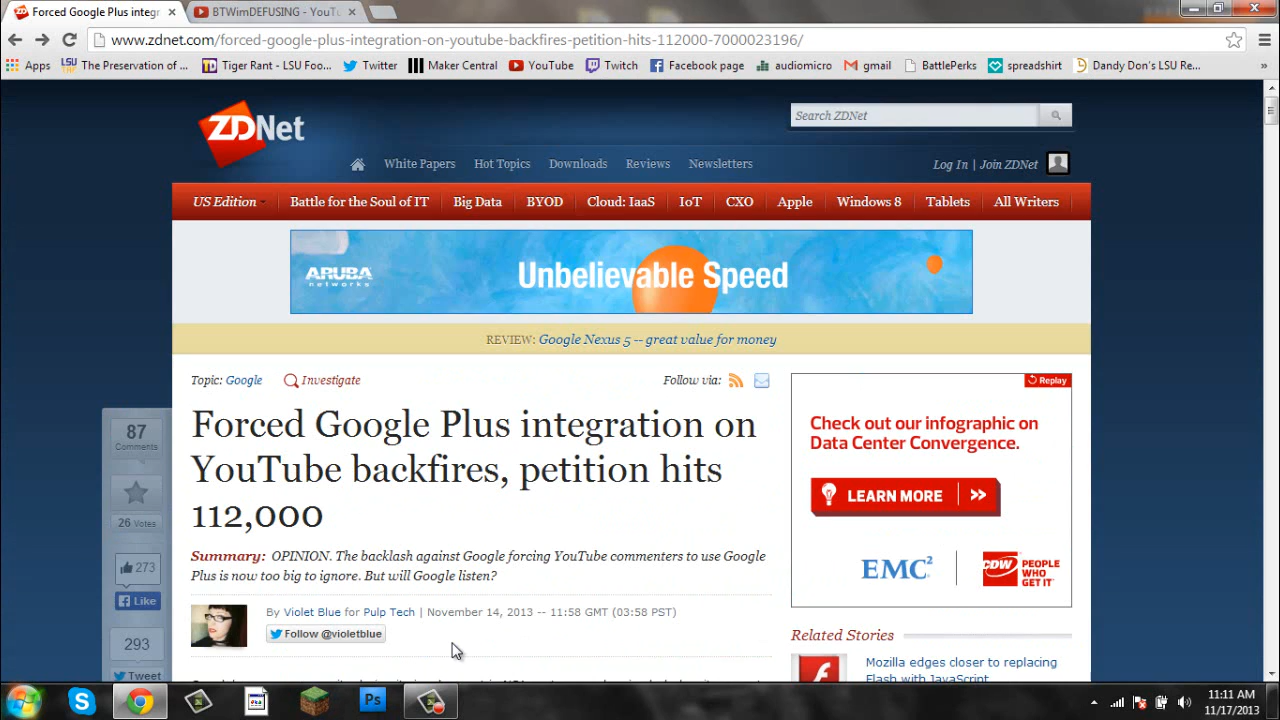 Forced Google Plus integr
BTWimDEFUSING - YouTu
www.zdnet.com/forced-google-plus-integration-on-youtube-backfires-petition-hits-112000-7000023196/
Apps
The Preservation of ...
Tiger Rant - LSU Foo...
Twitter
Maker Central
YouTube
Twitch
Facebook page
audiomicro
gmail
BattlePerks
spreadshirt
Dandy Don's LSU Re...
»
ZDNet
Search ZDNet
White Papers
Hot Topics
Downloads
Reviews
Newsletters
Log In | Join ZDNet
US Edition
Battle for the Soul of IT
Big Data
BYOD
Cloud: IaaS
IoT
CXO
Apple
Windows 8
Tablets
All Writers
ARUBA
networks
Unbelievable Speed
REVIEW: Google Nexus 5 -- great value for money
Topic: Google
Investigate
Follow via:
Replay
Forced Google Plus integration on
YouTube backfires, petition hits
112,000
Summary: OPINION. The backlash against Google forcing YouTube commenters to use Google
Plus is now too big to ignore. But will Google listen?
By Violet Blue for Pulp Tech | November 14, 2013 -- 11:58 GMT (03:58 PST)
Follow @violetblue
87
Comments
26 Votes
273
Like
293
Tweet
Check out our infographic on
Data Center Convergence.
LEARN MORE
EMC²
CDW
PEOPLE
WHO
GET IT
Related Stories
Mozilla edges closer to replacing
Flash with JavaScript
Ps
11:11 AM
11/17/2013